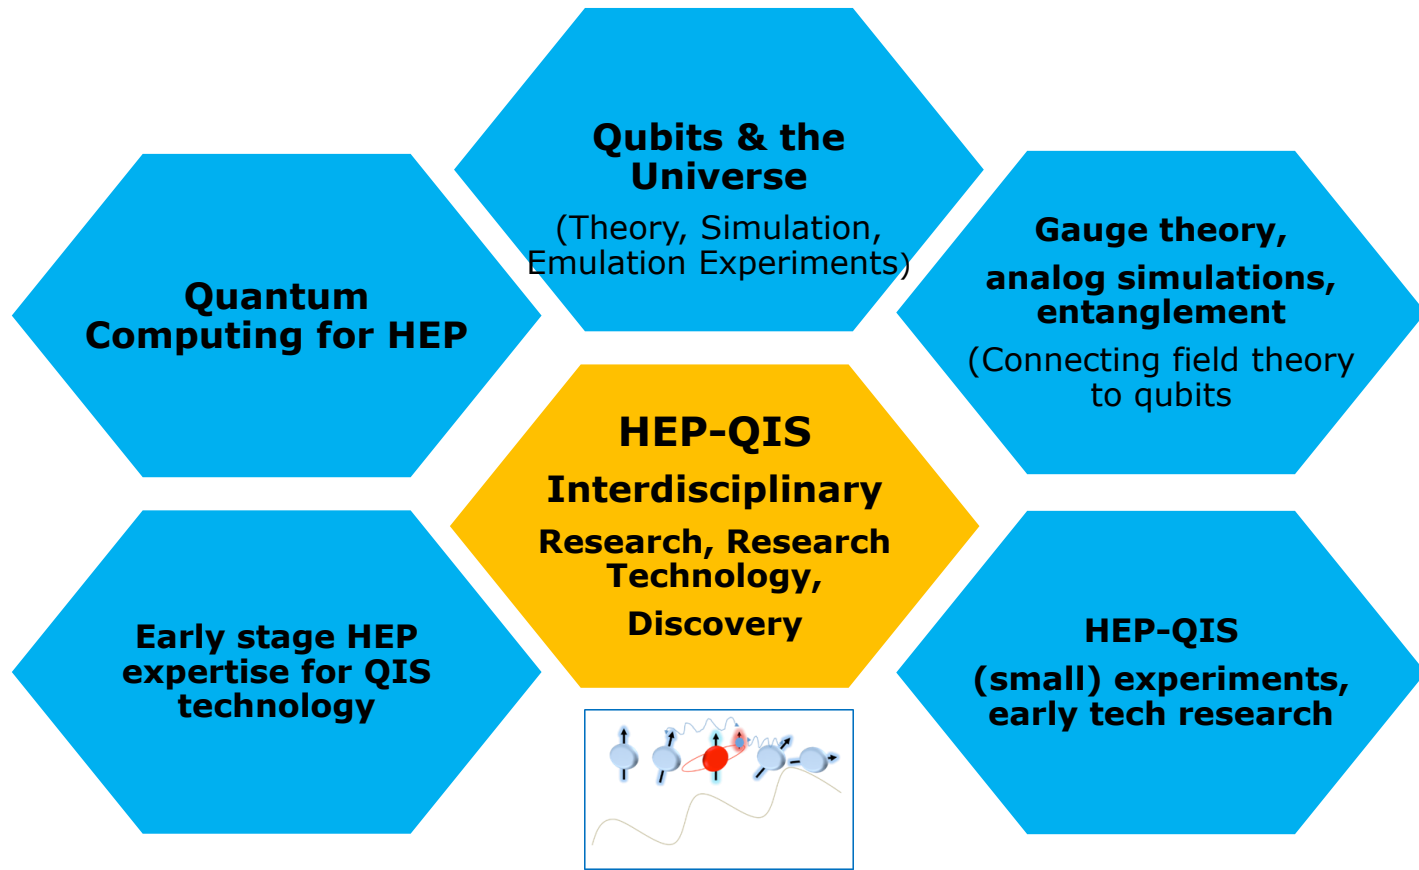 Qubits & the
Universe
(Theory, Simulation,
Emulation Experiments)
Quantum
Computing for HEP
Gauge theory,
analog simulations,
entanglement
(Connecting field theory
to qubits
HEP-QIS
Interdisciplinary
Research, Research
Technology,
Discovery
Early stage HEP
expertise for QIS
technology
HEP-QIS
(small) experiments,
early tech research